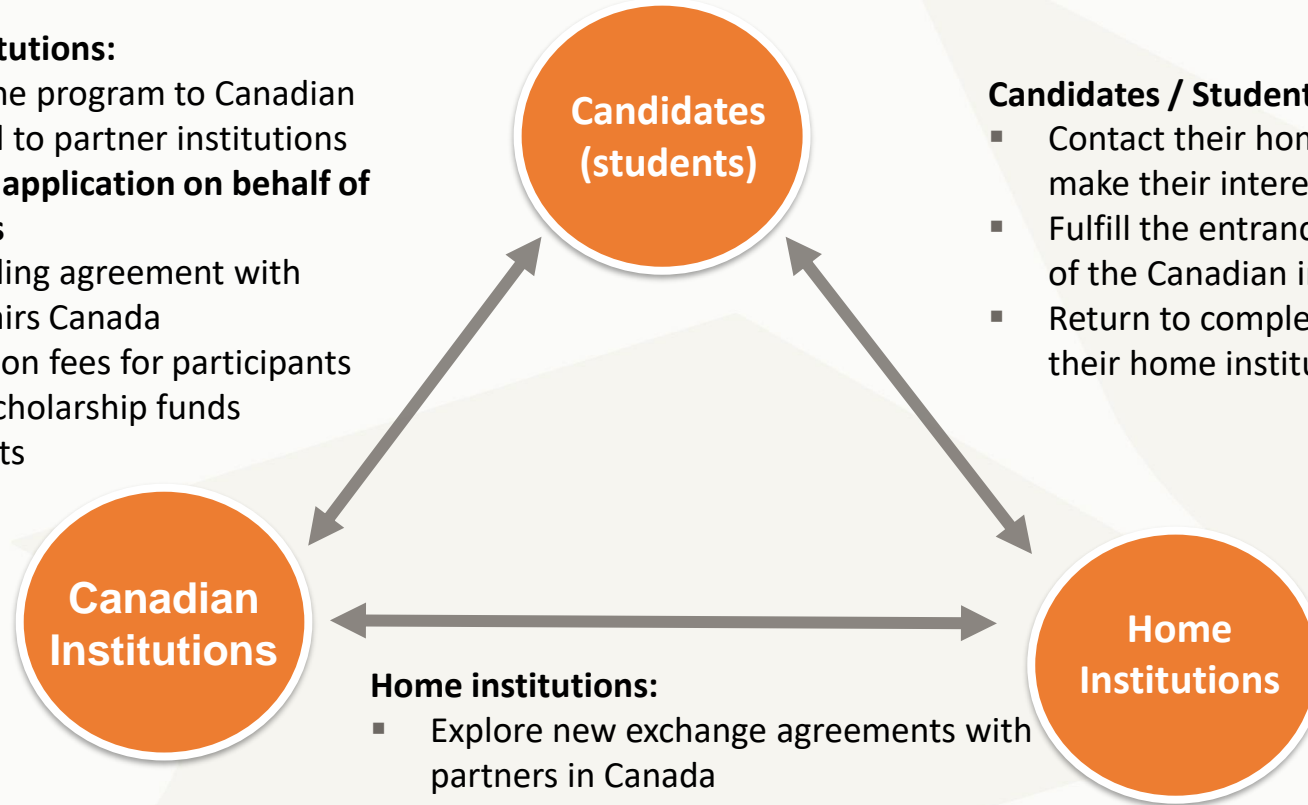 tutions:
ne program to Canadian
l to partner institutions
application on behalf of
s
ling agreement with
airs Canada
on fees for participants
cholarship funds
ts
Candidates
(students)
Candidates / Student
▪ Contact their hon
make their intere
▪ Fulfill the entranc
of the Canadian i
▪ Return to comple
their home institu
Canadian
Institutions
Home institutions:
▪ Explore new exchange agreements with
partners in Canada
Home
Institutions